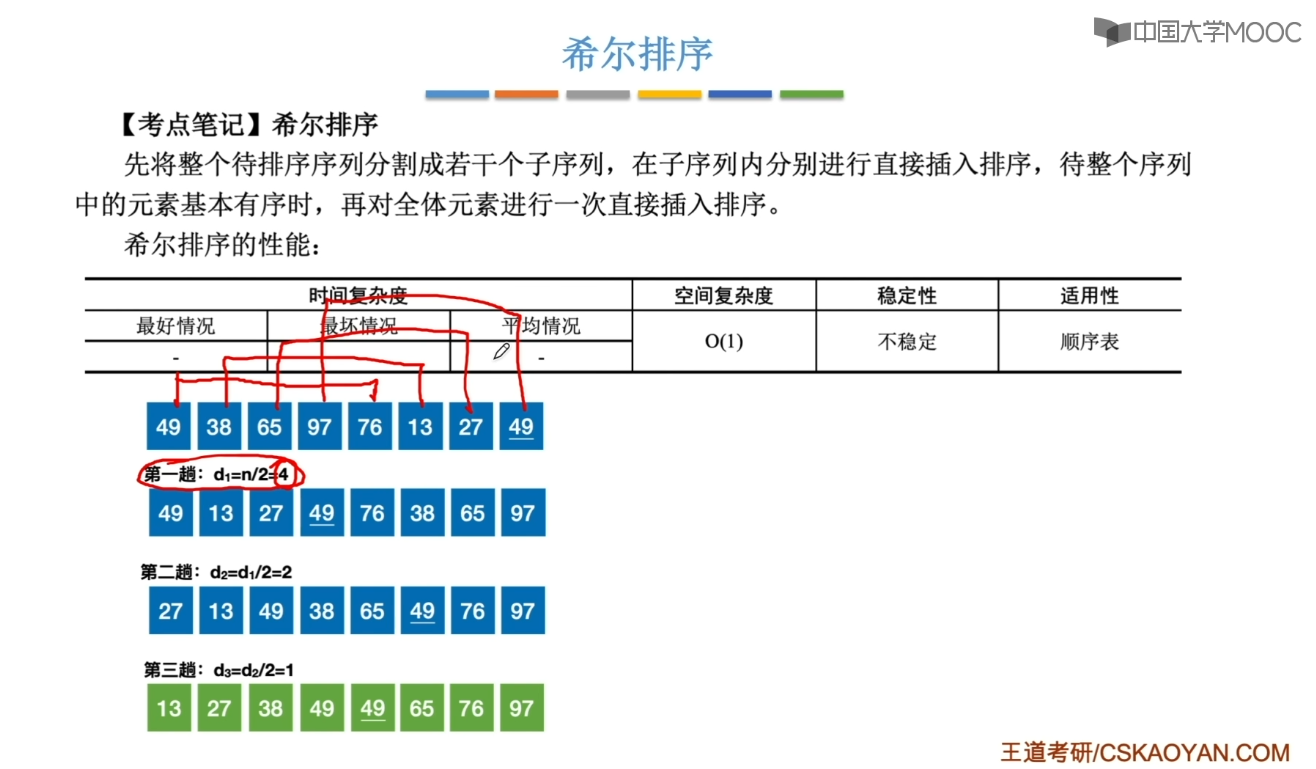 中国大学MOOC
希尔排序
【考点笔记】希尔排序
先将整个待排序序列分割成若干个子序列，在子序列内分别进行直接插入排序，待整个序列
中的元素基本有序时，再对全体元素进行一次直接插入排序。
希尔排序的性能：
时间复杂度 空间复杂度 稳定性 适用性
最好情况 最坏情况 平均情况 O(1) 不稳定 顺序表
- -
49 38 65 97 76 13 27 49
第一趟：d₁=n/2=4
49 13 27 49 76 38 65 97
第二趟：d₂=d₁/2=2
27 13 49 38 65 49 76 97
第三趟：d₃=d₂/2=1
13 27 38 49 49 65 76 97
王道考研/CSKAOYAN.COM